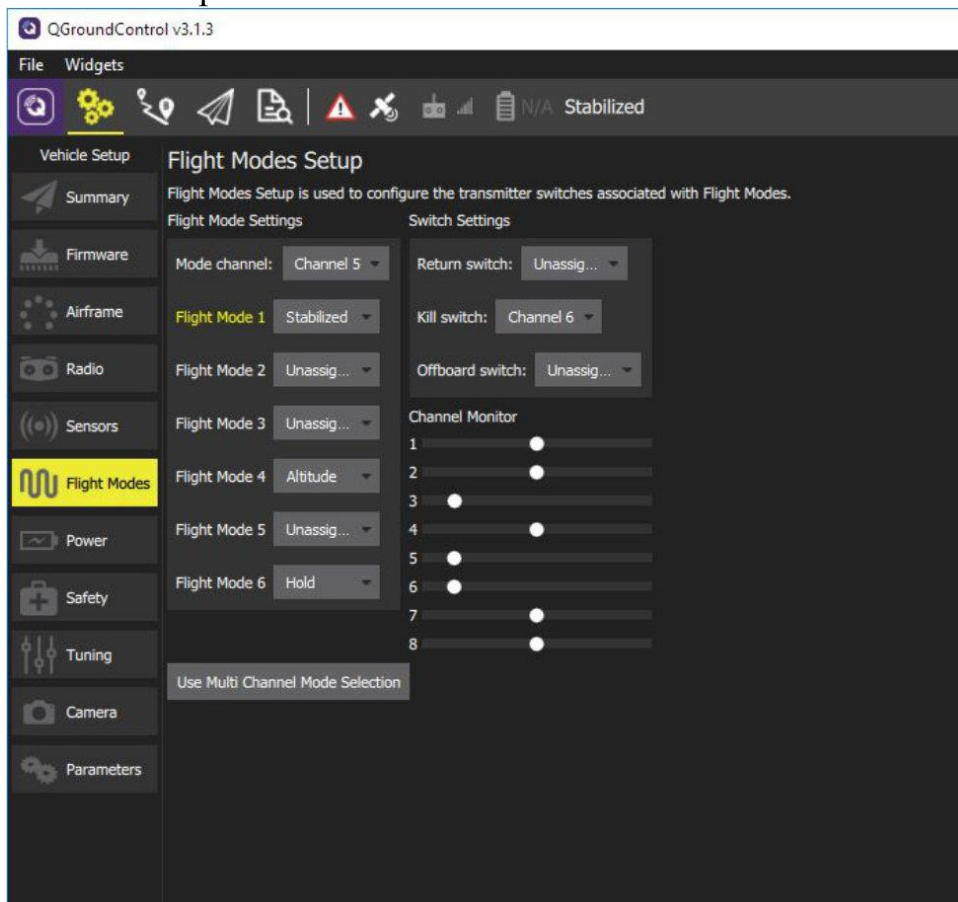 QGroundControl v3.1.3
File Widgets
N/A Stabilized
Vehicle Setup
Summary
Firmware
Airframe
Radio
Sensors
Flight Modes
Power
Safety
Tuning
Camera
Parameters
Flight Modes Setup
Flight Modes Setup is used to configure the transmitter switches associated with Flight Modes.
Flight Mode Settings
Mode channel: Channel 5
Flight Mode 1 Stabilized
Flight Mode 2 Unassig...
Flight Mode 3 Unassig...
Flight Mode 4 Altitude
Flight Mode 5 Unassig...
Flight Mode 6 Hold
Use Multi Channel Mode Selection
Switch Settings
Return switch: Unassig...
Kill switch: Channel 6
Offboard switch: Unassig...
Channel Monitor
1
2
3
4
5
6
7
8